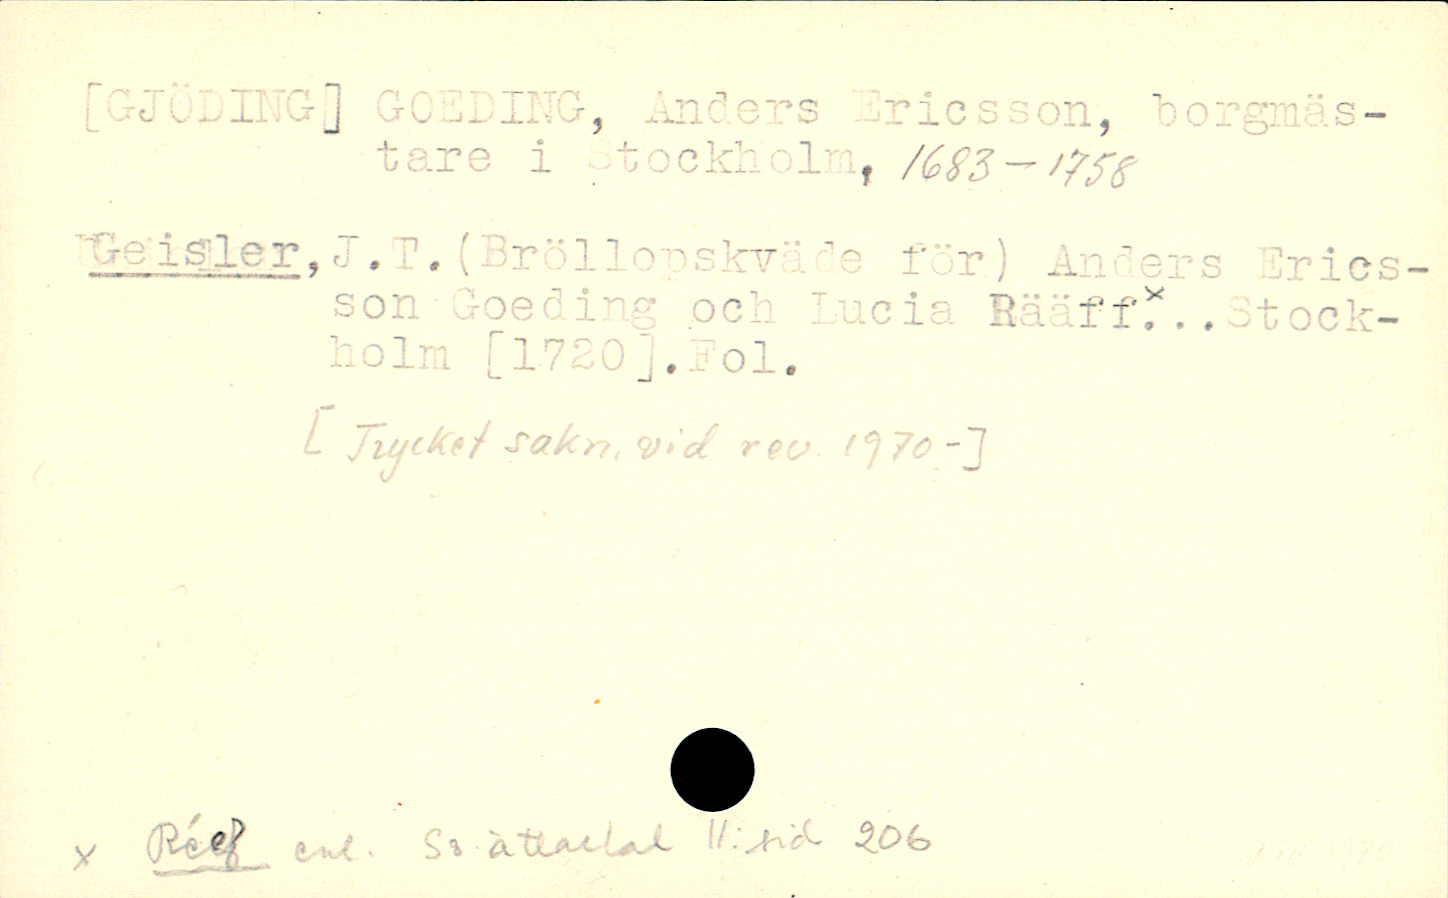 [GJÖDING] GOEDING, Anders Ericsson, borgmäs-
tare i Stockholm, 1683-1758
Geisler, J.T. (Bröllopskväde för) Anders Erics-
son Goeding och Lucia Rääff.x.. Stock-
holm [1720]. Fol.
[Trycket sakn. vid rev. 1970-]
x enl. Sv. ättartal II: sid 206